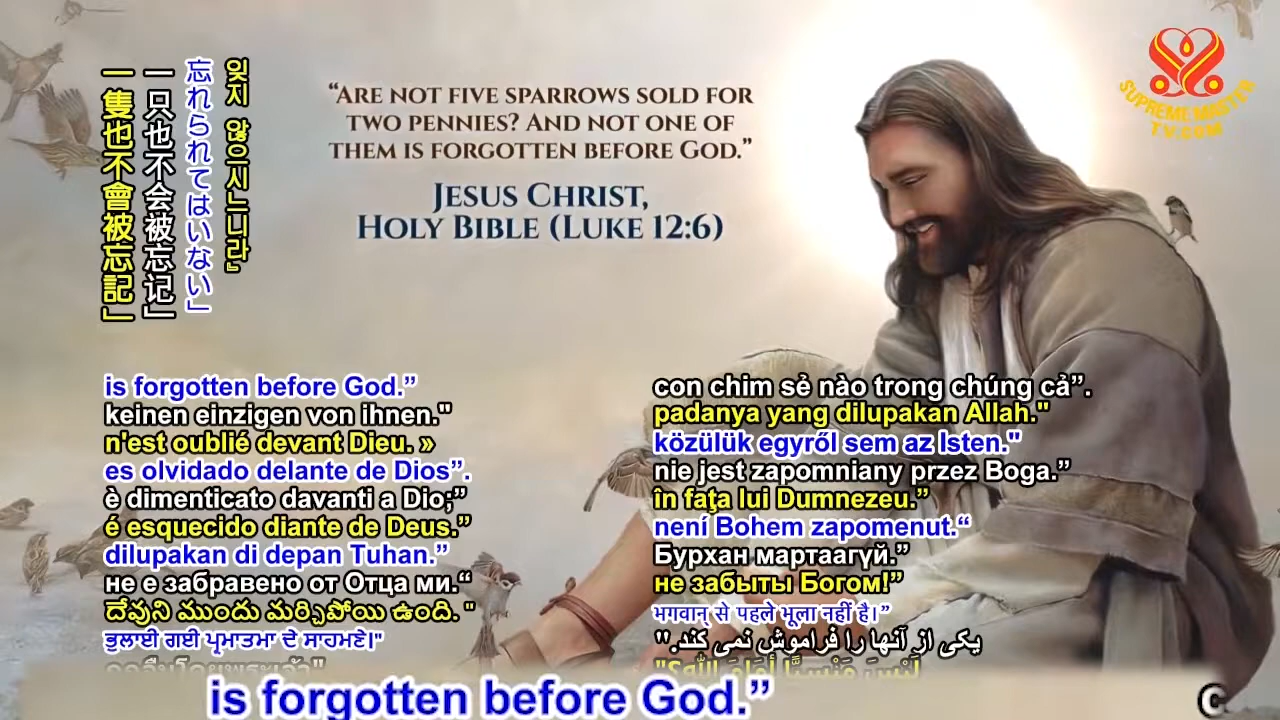 잊지 않으시느니라』
忘れられてはいない」
一只也不会被忘记」
一隻也不會被忘記」
“ARE NOT FIVE SPARROWS SOLD FOR
TWO PENNIES? AND NOT ONE OF
THEM IS FORGOTTEN BEFORE GOD.”
JESUS CHRIST,
HOLY BIBLE (LUKE 12:6)
SUPREME MASTER
TV.COM
is forgotten before God.”
keinen einzigen von ihnen."
n'est oublié devant Dieu. »
es olvidado delante de Dios”.
è dimenticato davanti a Dio;”
é esquecido diante de Deus.”
dilupakan di depan Tuhan.”
не е забравено от Отца ми.“
దేవుని ముందు మర్చిపోయి ఉంది. "
ਭੁਲਾਈ ਗਈ ਪ੍ਰਮਾਤਮਾ ਦੇ ਸਾਹਮਣੇ।"
con chim sẻ nào trong chúng cả”.
padanya yang dilupakan Allah."
közülük egyről sem az Isten."
nie jest zapomniany przez Boga.”
în faţa lui Dumnezeu.”
není Bohem zapomenut.“
Бурхан мартаагүй.”
не забыты Богом!”
भगवान् से पहले भूला नहीं है।”
یکی از آنها را فراموش نمی کند."
is forgotten before God.”
C